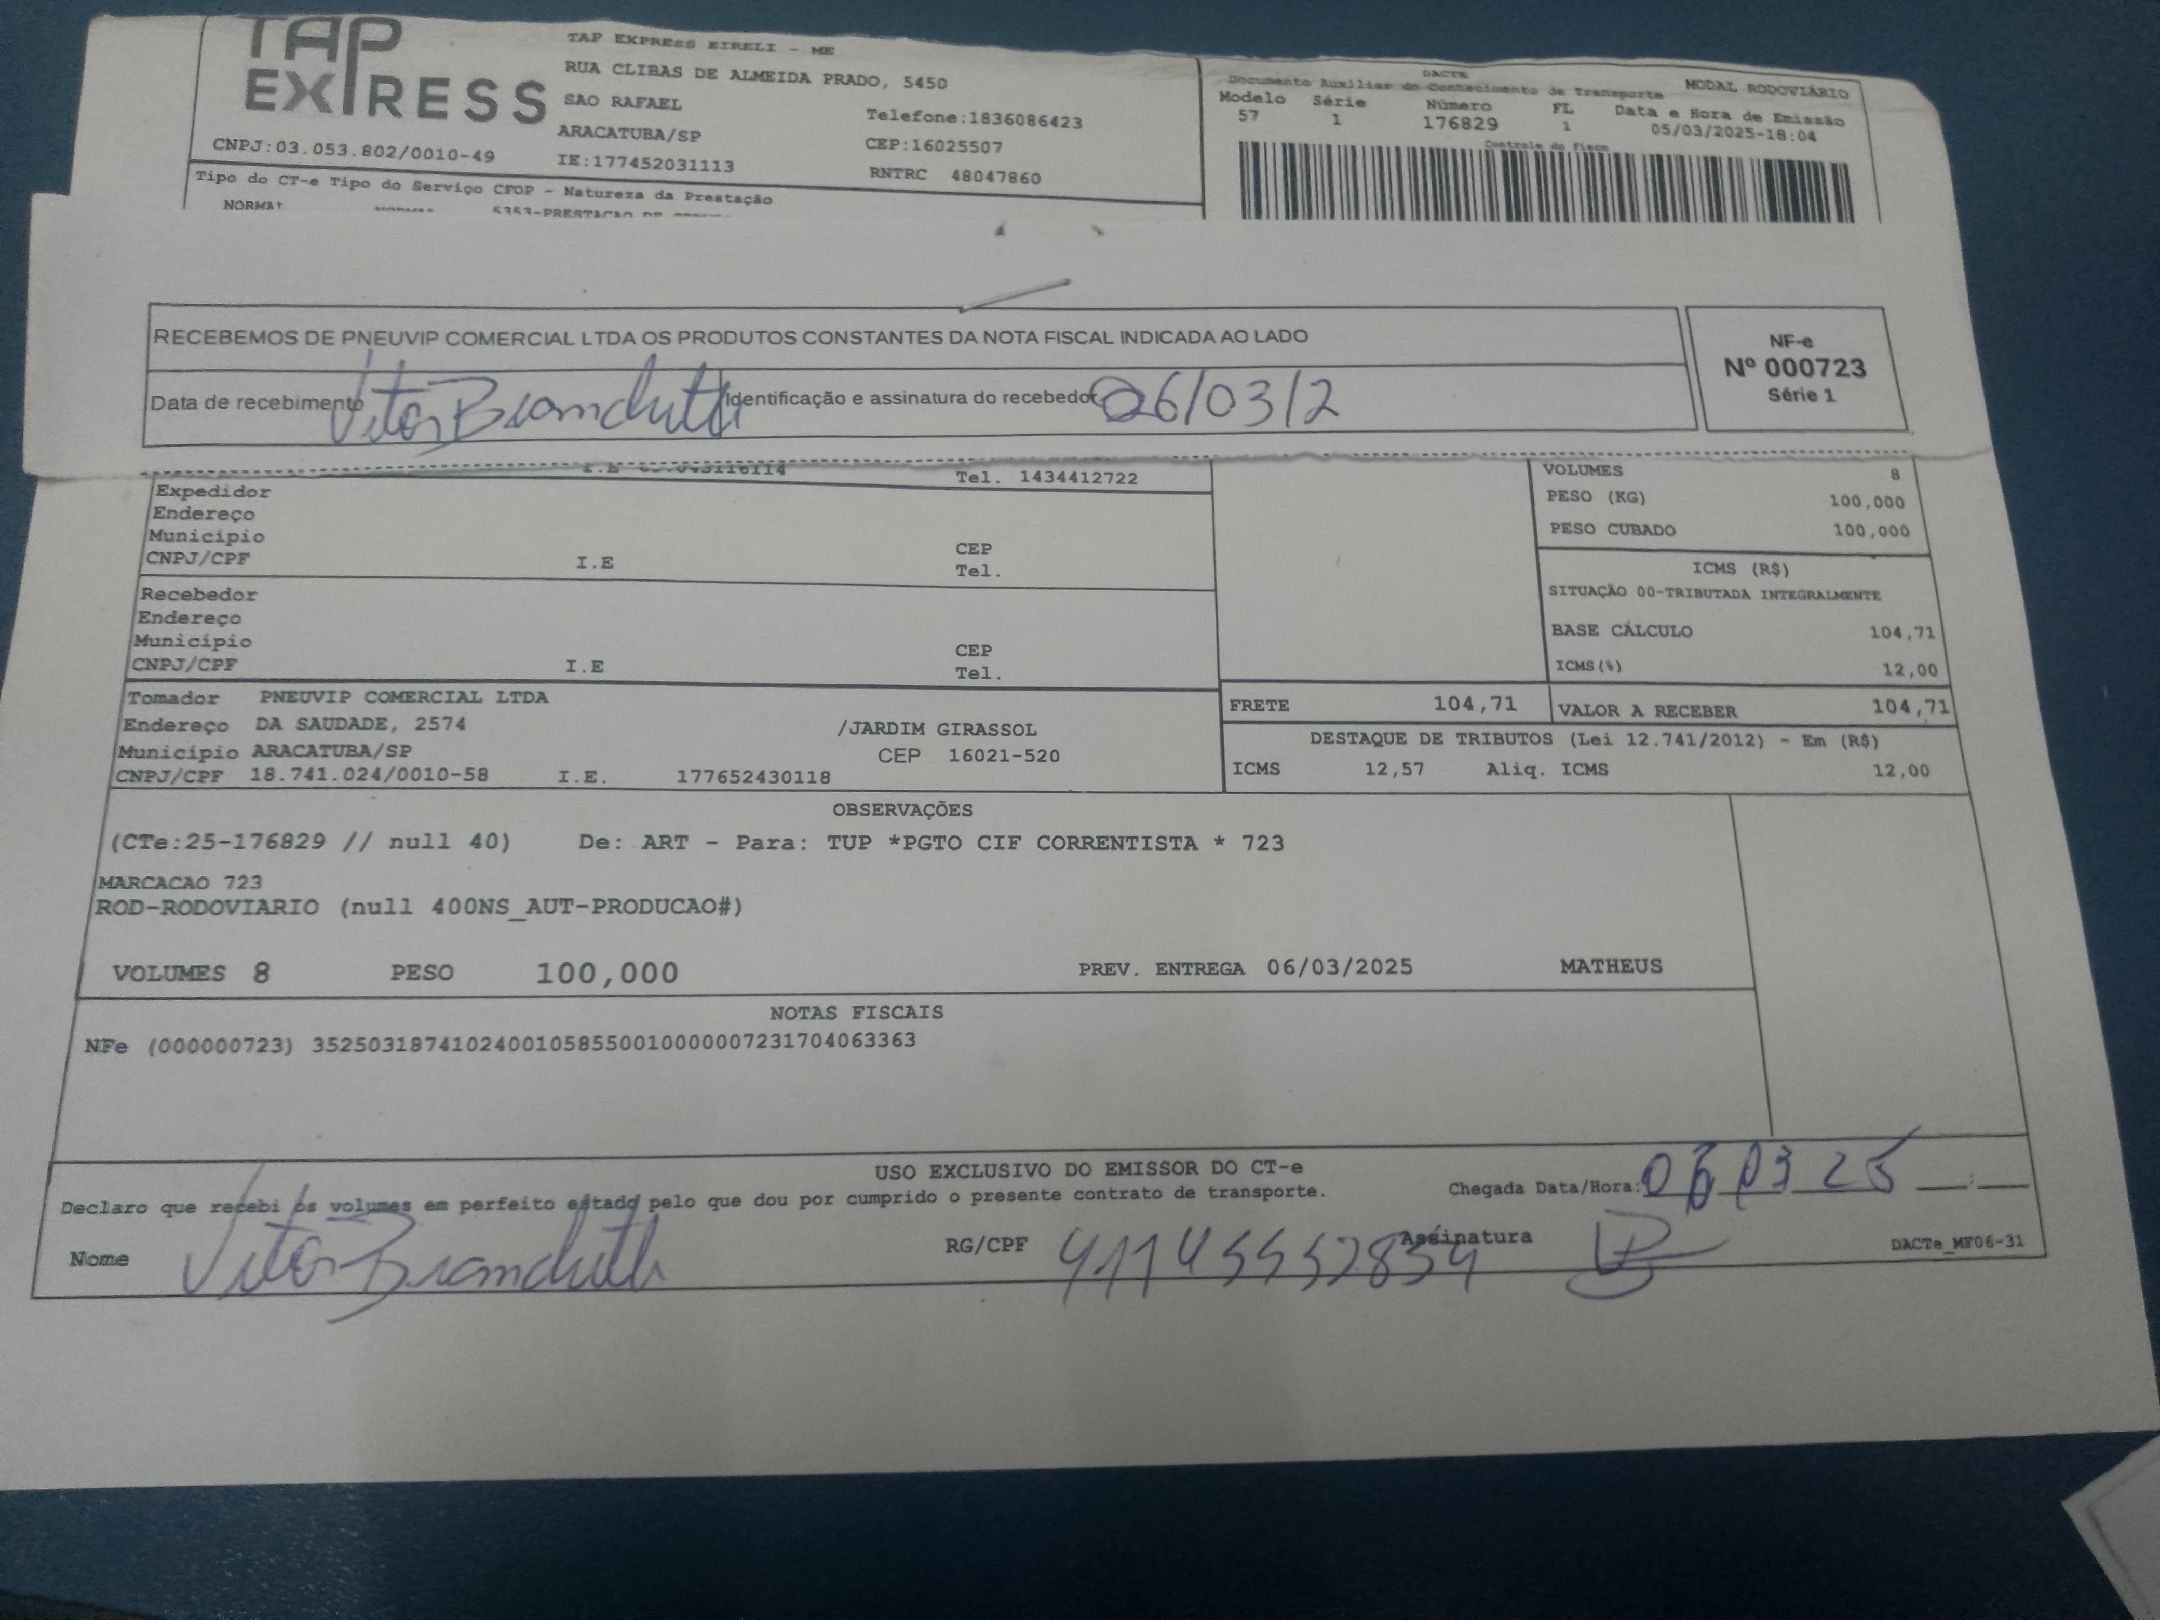 TAP
EXPRESS
TAP EXPRESS EIRELI - ME
RUA CLIBAS DE ALMEIDA PRADO, 5450
SAO RAFAEL
Telefone:1836086423
ARACATUBA/SP
CEP:16025507
CNPJ:03.053.802/0010-49
IE:177452031113
RNTRC 48047860
Tipo do CT-e Tipo do Serviço CFOP - Natureza da Prestação
NORMAL
5353-PRESTACAO DE
DACTE
Documento Auxiliar do Conhecimento de Transporte
MODAL RODOVIÁRIO
Modelo Série Número FL Data e Hora de Emissão
57 1 176829 1 05/03/2025-18:04
Controle do Fisco
RECEBEMOS DE PNEUVIP COMERCIAL LTDA OS PRODUTOS CONSTANTES DA NOTA FISCAL INDICADA AO LADO
NF-e
Nº 000723
Série 1
Data de recebimento Vitor Identificação e assinatura do recebedor 06/03/2
I.E
Tel. 1434412722
Expedidor
Endereço
Município
CEP
CNPJ/CPF I.E Tel.
Recebedor
Endereço
Município
CEP
CNPJ/CPF I.E Tel.
VOLUMES 8
PESO (KG) 100,000
PESO CUBADO 100,000
ICMS (R$)
SITUAÇÃO 00-TRIBUTADA INTEGRALMENTE
BASE CÁLCULO 104,71
ICMS(%) 12,00
Tomador PNEUVIP COMERCIAL LTDA
Endereço DA SAUDADE, 2574 /JARDIM GIRASSOL
Município ARACATUBA/SP CEP 16021-520
CNPJ/CPF 18.741.024/0010-58 I.E. 177652430118
FRETE 104,71 VALOR A RECEBER 104,71
DESTAQUE DE TRIBUTOS (Lei 12.741/2012) - Em (R$)
ICMS 12,57 Aliq. ICMS 12,00
OBSERVAÇÕES
(CTe:25-176829 // null 40) De: ART - Para: TUP *PGTO CIF CORRENTISTA * 723
MARCACAO 723
ROD-RODOVIARIO (null 400NS_AUT-PRODUCAO#)
VOLUMES 8 PESO 100,000 PREV. ENTREGA 06/03/2025 MATHEUS
NOTAS FISCAIS
NFe (000000723) 35250318741024001058550010000007231704063363
USO EXCLUSIVO DO EMISSOR DO CT-e
Declaro que recebi os volumes em perfeito estado pelo que dou por cumprido o presente contrato de transporte.
Chegada Data/Hora: 06 03 25 ___:___
Nome Vitor RG/CPF Assinatura
DACTe_MF06-31